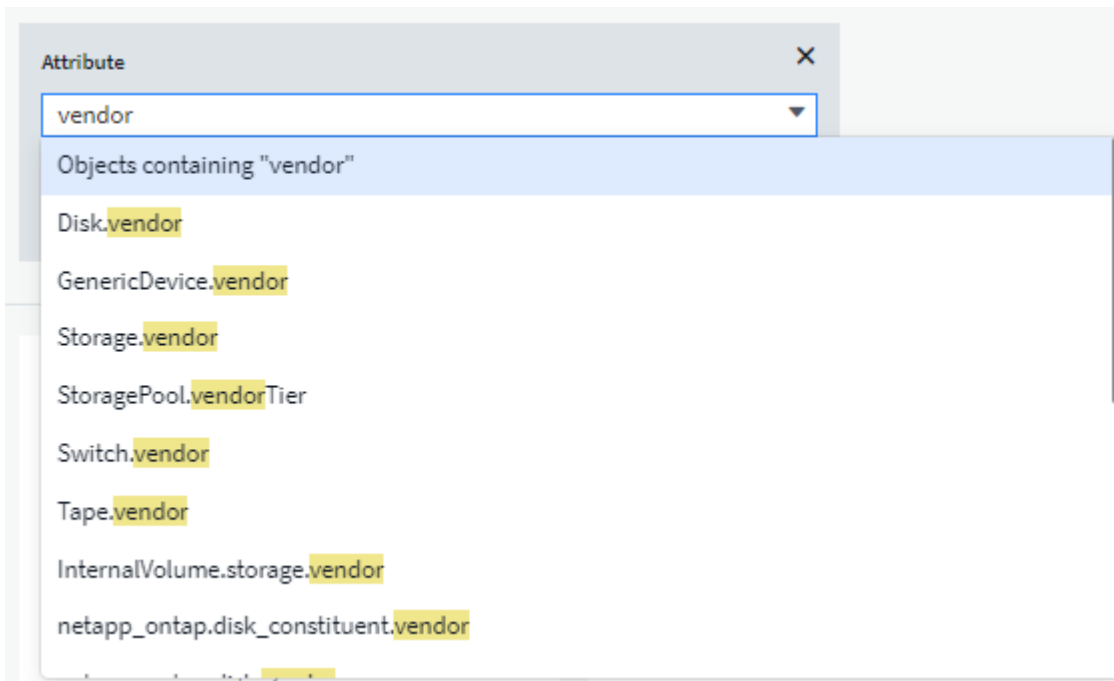 Attribute
vendor
Objects containing "vendor"
Disk.vendor
GenericDevice.vendor
Storage.vendor
StoragePool.vendorTier
Switch.vendor
Tape.vendor
InternalVolume.storage.vendor
netapp_ontap.disk_constituent.vendor